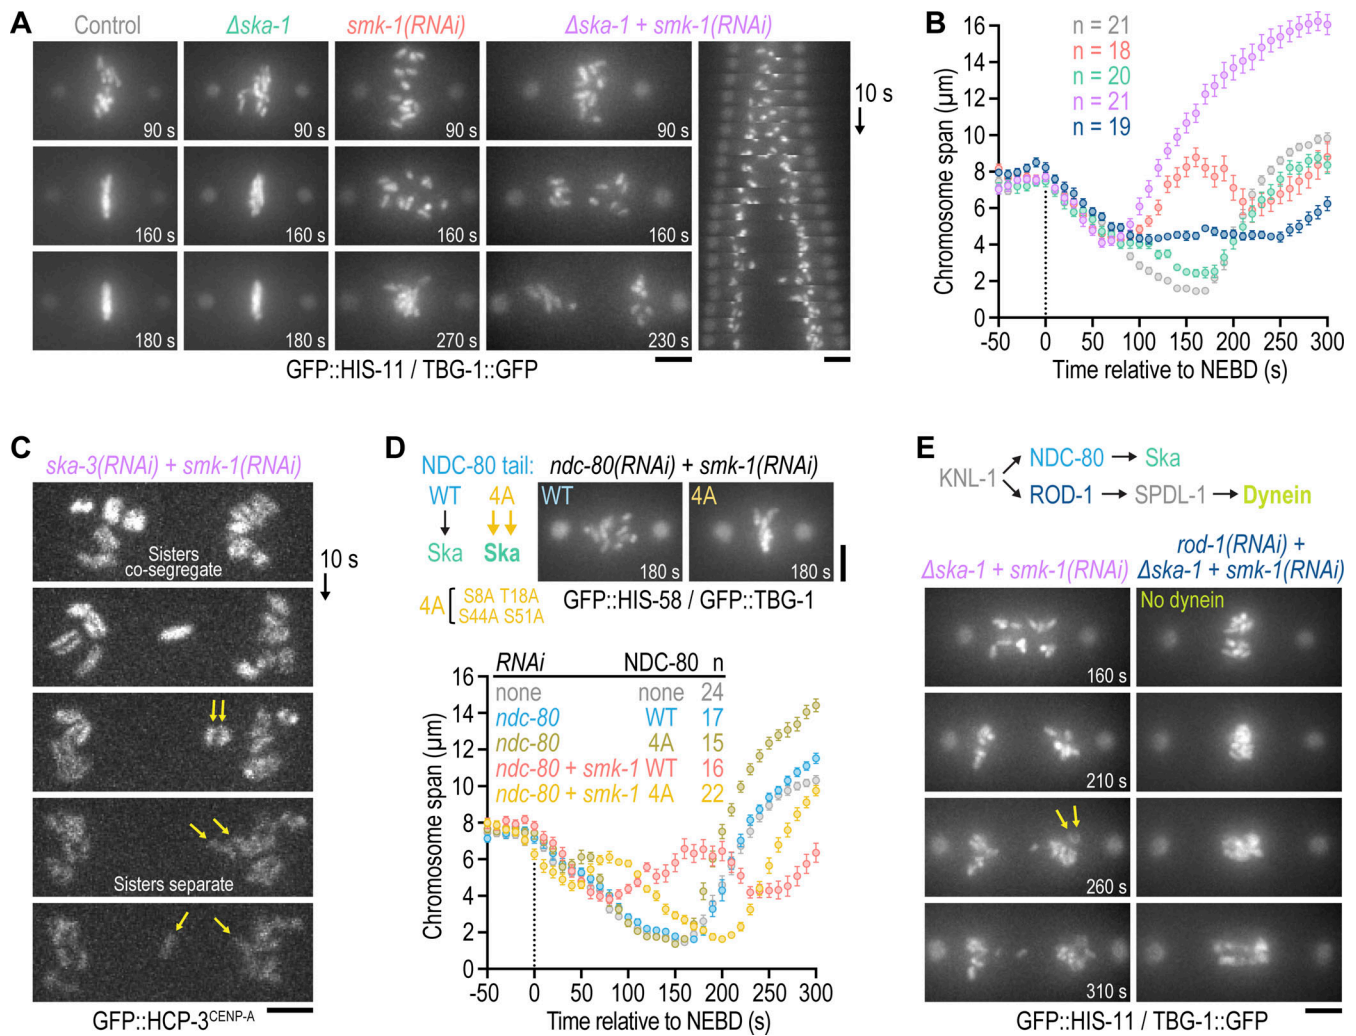 A
Control
Δska-1
smk-1(RNAi)
Δska-1 + smk-1(RNAi)
90 s
90 s
90 s
90 s
10 s
160 s
160 s
160 s
160 s
180 s
180 s
270 s
230 s
GFP::HIS-11 / TBG-1::GFP
B
n = 21
n = 18
n = 20
n = 21
n = 19
Chromosome span (μm)
16
14
12
10
8
6
4
2
0
-50 0 50 100 150 200 250 300
Time relative to NEBD (s)
C
ska-3(RNAi) + smk-1(RNAi)
Sisters
co-segregate
10 s
Sisters separate
GFP::HCP-3CENP-A
D
NDC-80 tail:
WT 4A
Ska Ska
4A S8A T18A
S44A S51A
ndc-80(RNAi) + smk-1(RNAi)
WT
180 s
4A
180 s
GFP::HIS-58 / GFP::TBG-1
RNAi NDC-80 n
none none 24
ndc-80 WT 17
ndc-80 4A 15
ndc-80 + smk-1 WT 16
ndc-80 + smk-1 4A 22
Chromosome span (μm)
16
14
12
10
8
6
4
2
0
-50 0 50 100 150 200 250 300
Time relative to NEBD (s)
E
KNL-1
NDC-80 Ska
ROD-1 SPDL-1 Dynein
Δska-1 + smk-1(RNAi)
rod-1(RNAi) +
Δska-1 + smk-1(RNAi)
No dynein
160 s
210 s
260 s
310 s
GFP::HIS-11 / TBG-1::GFP